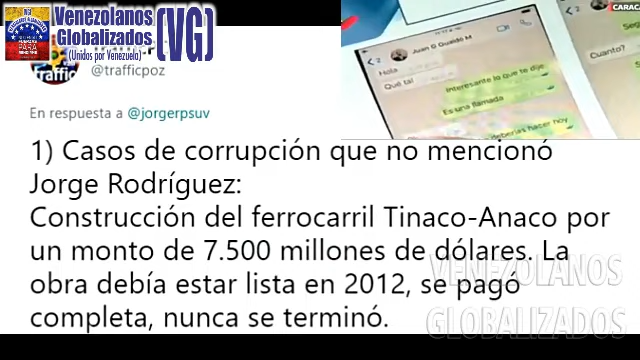 Venezolanos
Globalizados
(Unidos por Venezuela)
(VG)
Traffic
@trafficpoz
En respuesta a @jorgerpsuv
1) Casos de corrupción que no mencionó
Jorge Rodríguez:
Construcción del ferrocarril Tinaco-Anaco por
un monto de 7.500 millones de dólares. La
obra debía estar lista en 2012, se pagó
completa, nunca se terminó.
CARACA
Juan G Guaido M
Hola
Qué tal
Interesante lo que te dije
Es una llamada
deberías hacer hoy
Cuanto?
VENEZOLANOS
GLOBALIZADOS